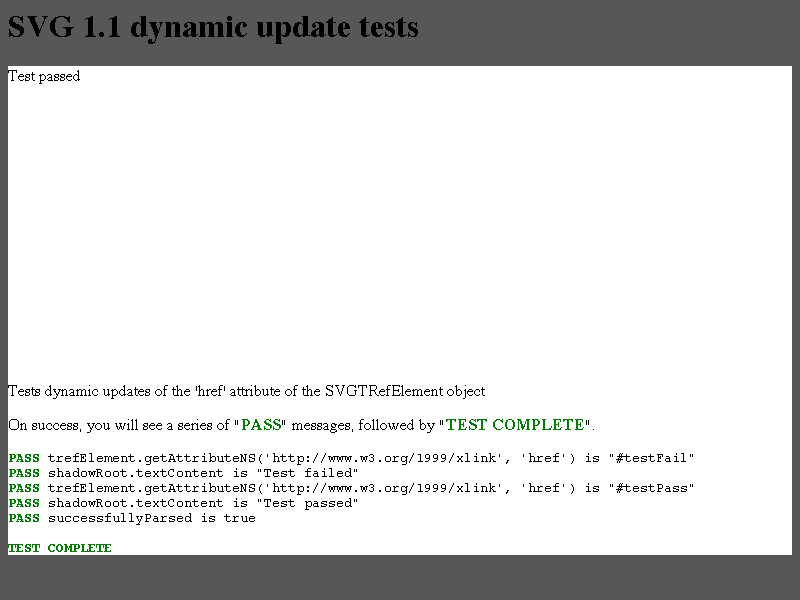 SVG 1.1 dynamic update tests
Test passed
Tests dynamic updates of the 'href' attribute of the SVGTRefElement object
On success, you will see a series of "PASS" messages, followed by "TEST COMPLETE".
PASS trefElement.getAttributeNS('http://www.w3.org/1999/xlink', 'href') is "#testFail"
PASS shadowRoot.textContent is "Test failed"
PASS trefElement.getAttributeNS('http://www.w3.org/1999/xlink', 'href') is "#testPass"
PASS shadowRoot.textContent is "Test passed"
PASS successfullyParsed is true
TEST COMPLETE